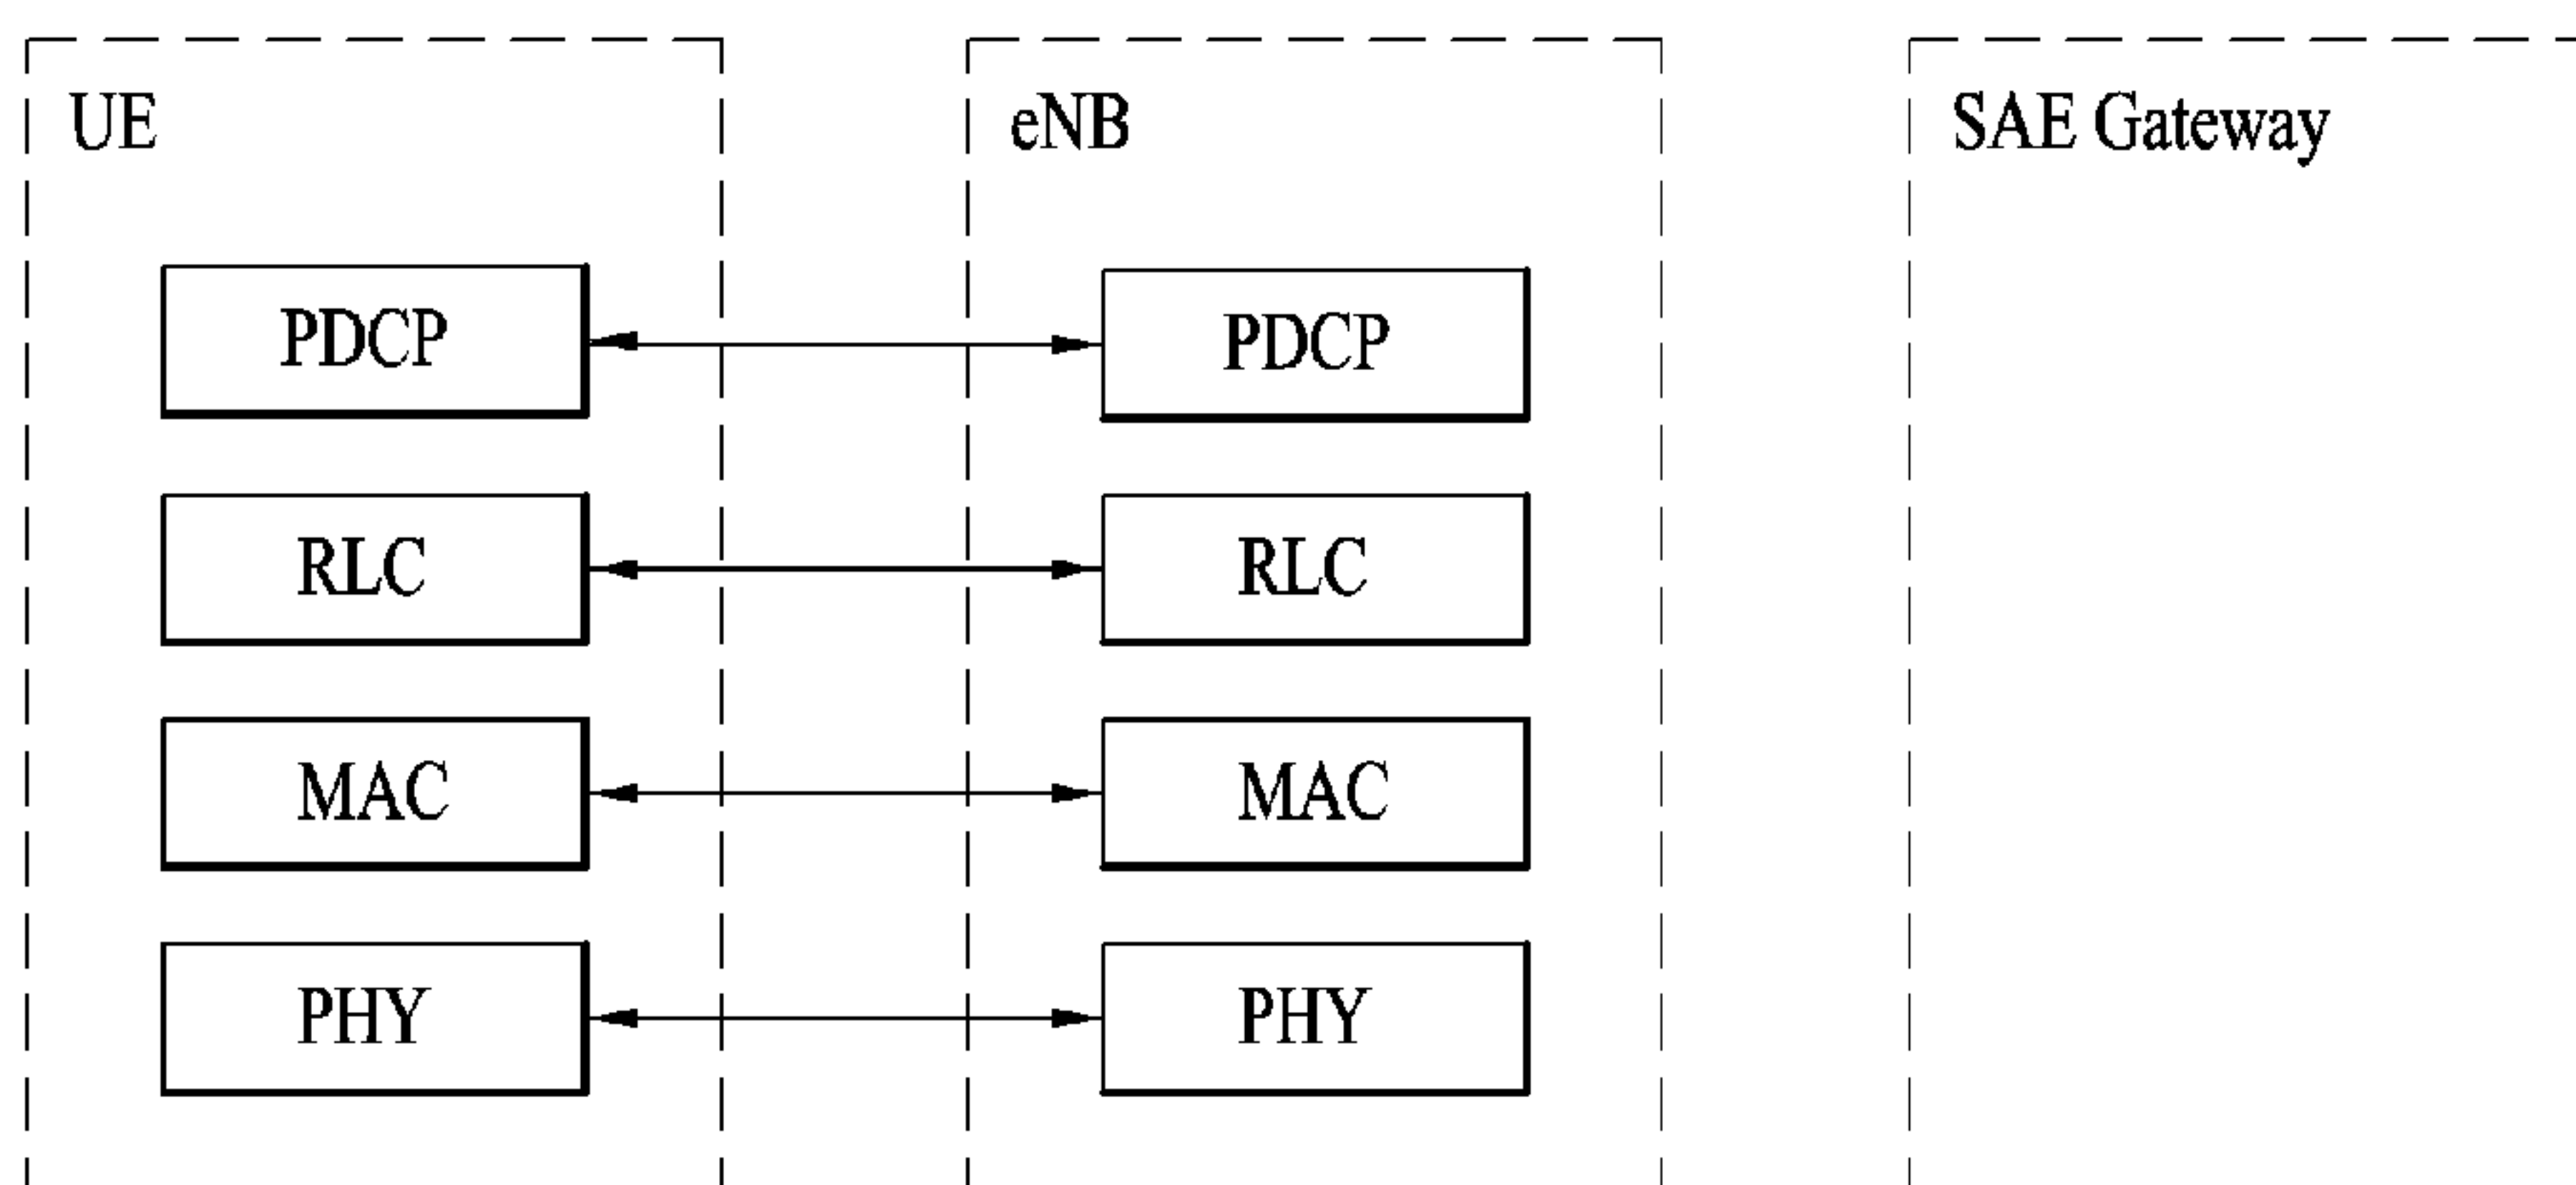 UE
eNB
SAE Gateway
PDCP
PDCP
RLC
RLC
MAC
MAC
PHY
PHY